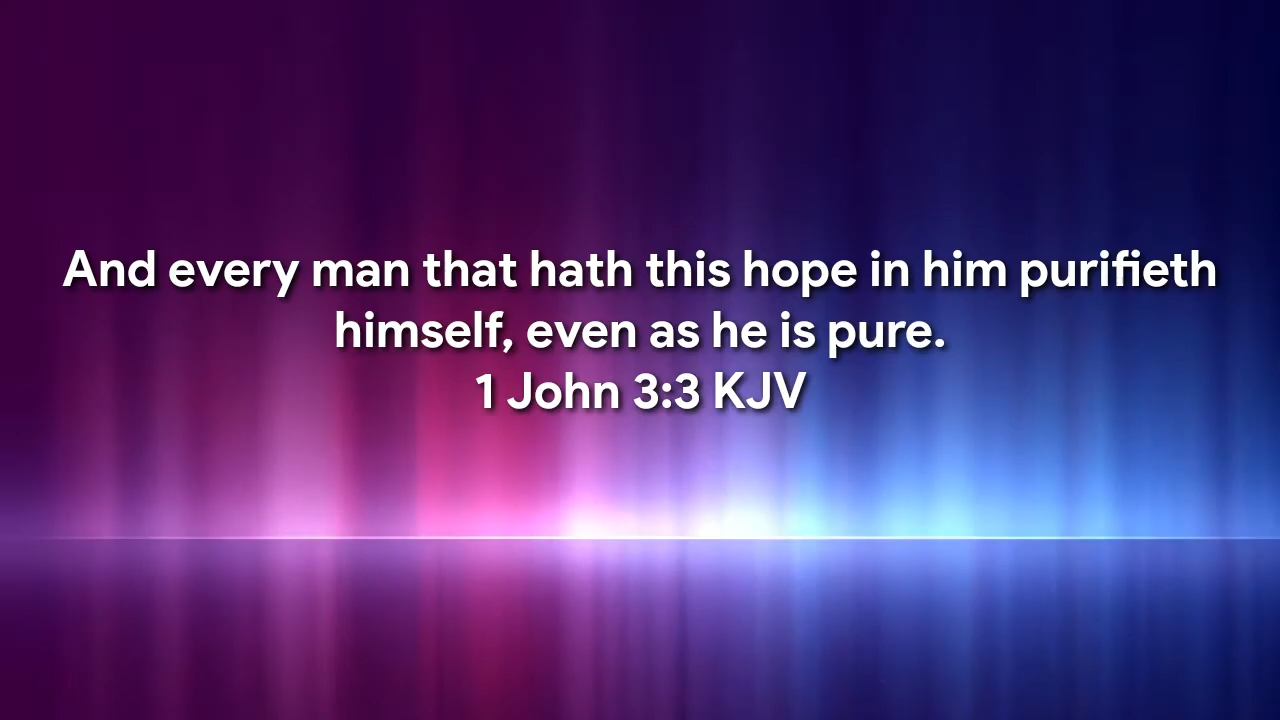 And every man that hath this hope in him purifieth
himself, even as he is pure.
1 John 3:3 KJV